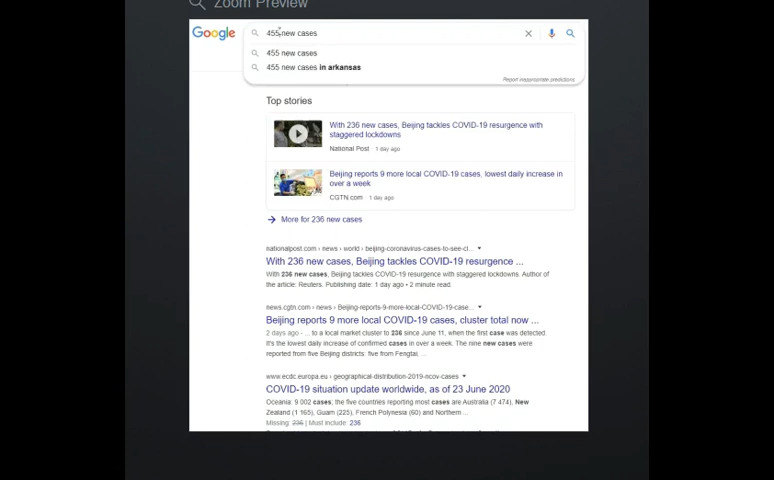 Zoom Preview
Google
455 new cases
455 new cases
455 new cases in arkansas
Report inappropriate predictions
Top stories
With 236 new cases, Beijing tackles COVID-19 resurgence with
staggered lockdowns
National Post 1 day ago
Beijing reports 9 more local COVID-19 cases, lowest daily increase in
over a week
CGTN.com · 1 day ago
More for 236 new cases
nationalpost.com › news › world › beijing-coronavirus-cases-to-see-cl...
With 236 new cases, Beijing tackles COVID-19 resurgence ...
With 236 new cases, Beijing tackles COVID-19 resurgence with staggered lockdowns. Author of
the article: Reuters. Publishing date: 1 day ago • 2 minute read.
news.cgtn.com › news › Beijing-reports-9-more-local-COVID-19-case...
Beijing reports 9 more local COVID-19 cases, cluster total now ...
2 days ago - ... to a local market cluster to 236 since June 11, when the first case was detected.
It's the lowest daily increase of confirmed cases in over a week. The nine new cases were
reported from five Beijing districts: five from Fengtai, ...
www.ecdc.europa.eu › geographical-distribution-2019-ncov-cases
COVID-19 situation update worldwide, as of 23 June 2020
Oceania: 9 002 cases; the five countries reporting most cases are Australia (7 474), New
Zealand (1 165), Guam (225), French Polynesia (60) and Northern...
Missing: 236 | Must include: 236